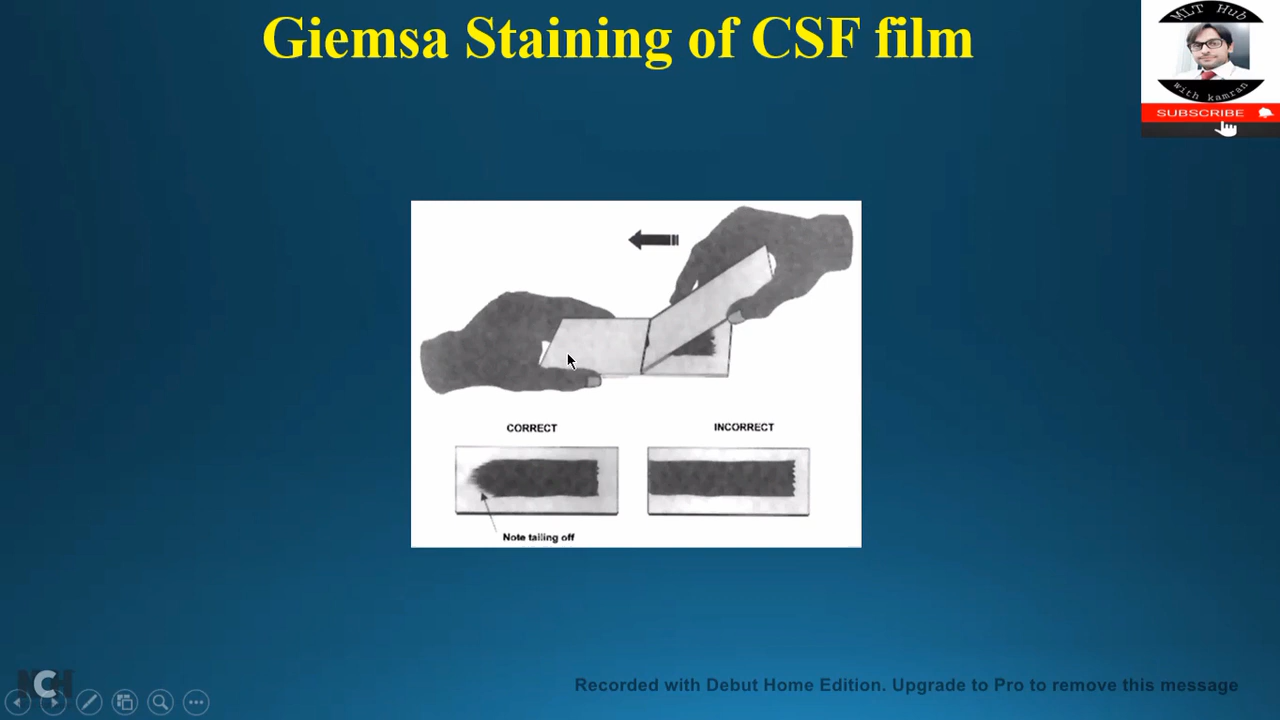 Giemsa Staining of CSF film
MLT Hub
with kamran
SUBSCRIBE
CORRECT
INCORRECT
Note tailing off
Recorded with Debut Home Edition. Upgrade to Pro to remove this message